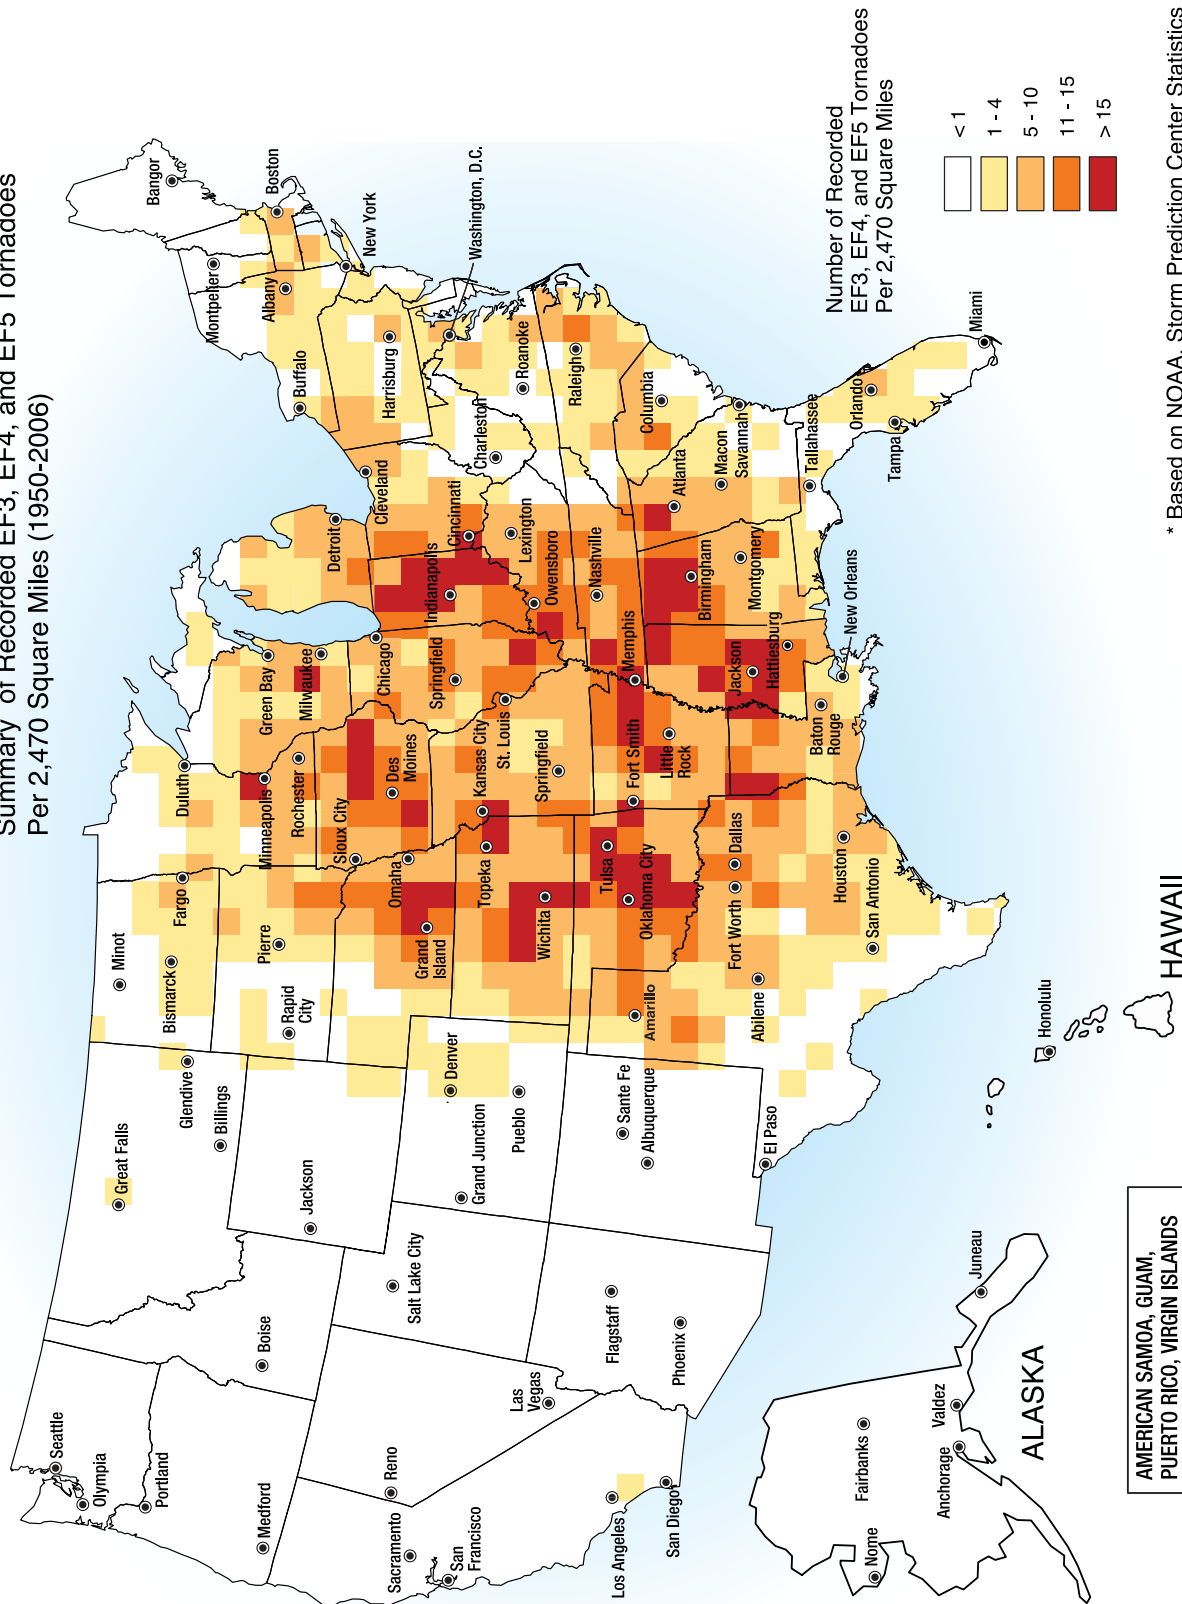 Summary of Recorded EF3, EF4, and EF5 Tornadoes
Per 2,470 Square Miles (1950-2006)
Seattle
Olympia
Portland
Medford
Boise
Great Falls
Glendive
Billings
Minot
Bismarck
Fargo
Duluth
Minneapolis
Rochester
Pierre
Rapid
City
Jackson
Reno
Sacramento
San
Francisco
Salt Lake City
Las
Vegas
Los Angeles
San Diego
Flagstaff
Phoenix
Grand Junction
Denver
Pueblo
Sante Fe
Albuquerque
El Paso
Sioux City
Omaha
Grand
Island
Des
Moines
Topeka
Kansas City
Wichita
St. Louis
Springfield
Springfield
Tulsa
Oklahoma City
Amarillo
Abilene
Fort Worth
Dallas
Houston
San Antonio
Fort Smith
Little
Rock
Memphis
Jackson
Hattiesburg
Baton
Rouge
New Orleans
Green Bay
Milwaukee
Chicago
Indianapolis
Cincinnati
Detroit
Cleveland
Lexington
Owensboro
Nashville
Birmingham
Montgomery
Atlanta
Macon
Savannah
Columbia
Tallahassee
Orlando
Tampa
Miami
Raleigh
Roanoke
Charleston
Washington, D.C.
Harrisburg
Buffalo
Albany
Montpelier
Bangor
Boston
New York
Number of Recorded
EF3, EF4, and EF5 Tornadoes
Per 2,470 Square Miles
< 1
1 - 4
5 - 10
11 - 15
> 15
* Based on NOAA, Storm Prediction Center Statistics
Nome
Fairbanks
Anchorage
Valdez
Juneau
ALASKA
Honolulu
HAWAII
AMERICAN SAMOA, GUAM,
PUERTO RICO, VIRGIN ISLANDS